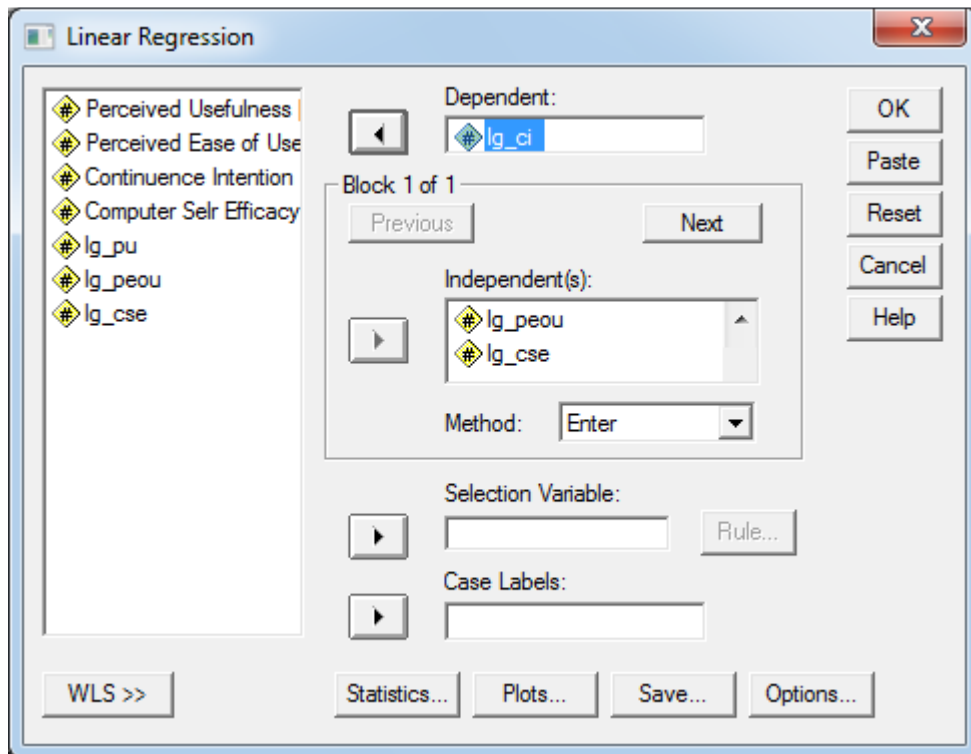 Linear Regression
Perceived Usefulness [
Perceived Ease of Use
Continuence Intention
Computer Selr Efficacy
lg_pu
lg_peou
lg_cse
Dependent:
lg_ci
Block 1 of 1
Previous
Next
Independent(s):
lg_peou
lg_cse
Method:
Enter
Selection Variable:
Rule...
Case Labels:
OK
Paste
Reset
Cancel
Help
WLS >>
Statistics...
Plots...
Save...
Options...